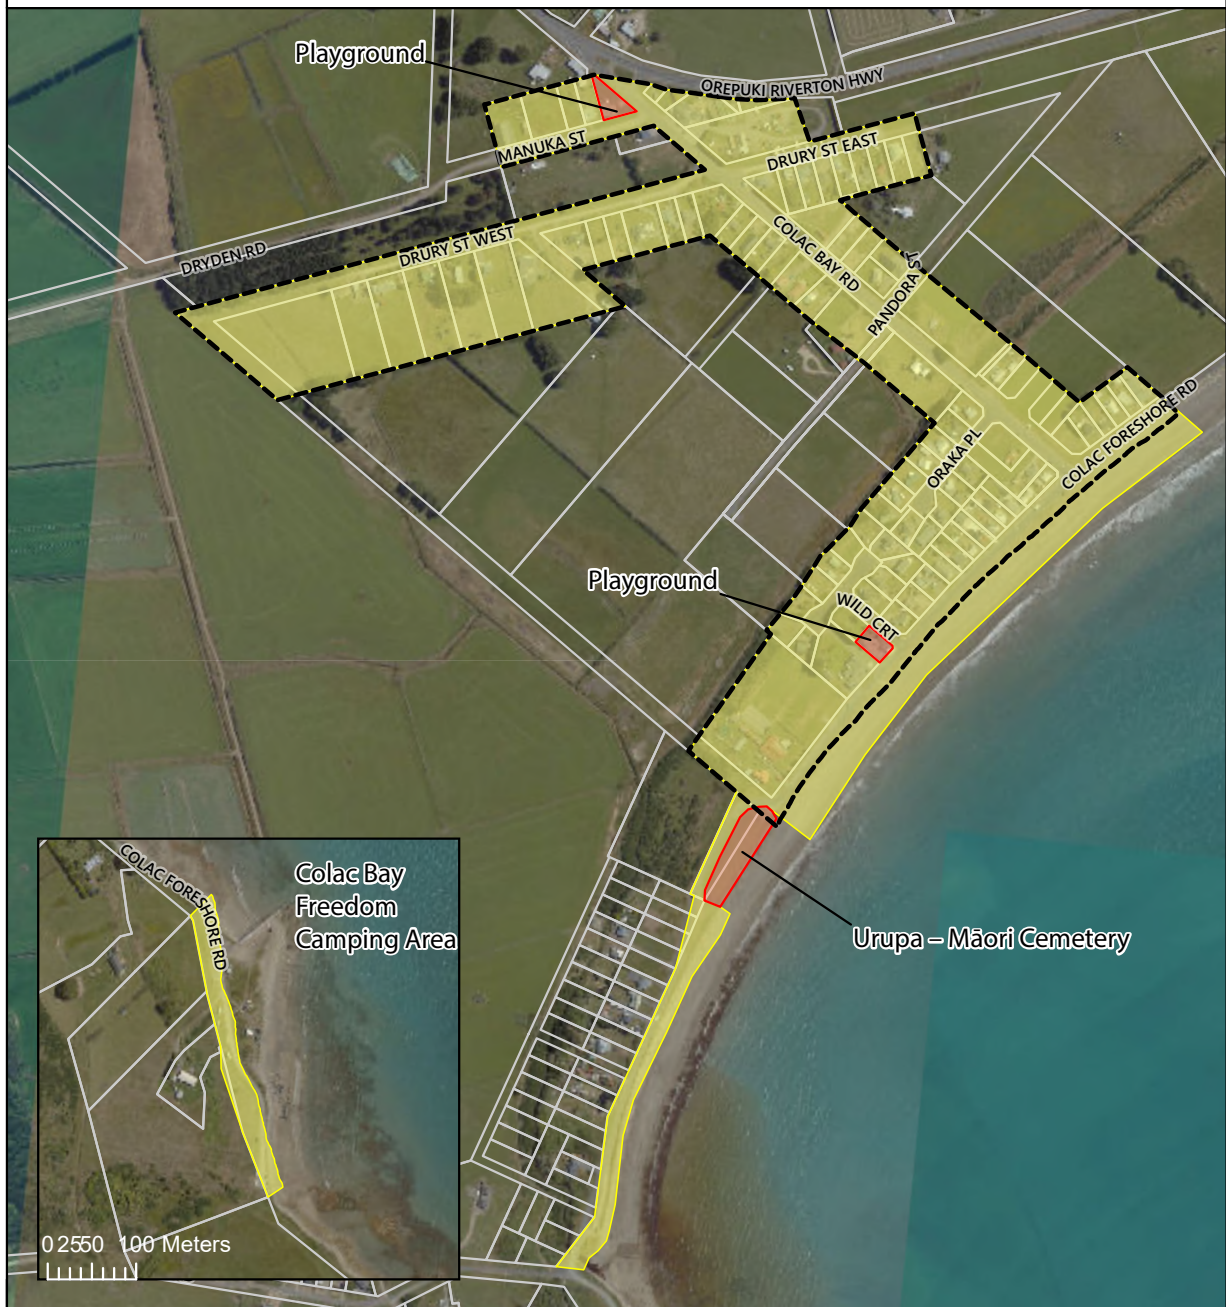 Playground
OREPUKI RIVERTON HWY
MANUKA ST
DRURY ST EAST
DRYDEN RD
DRURY ST WEST
COLAC BAY RD
PANDORA ST
COLAC FORESHORE RD
ORAKA PL
Playground
WILD CRT
Urupa – Māori Cemetery
COLAC FORESHORE RD
Colac Bay
Freedom
Camping Area
0 25 50 100 Meters